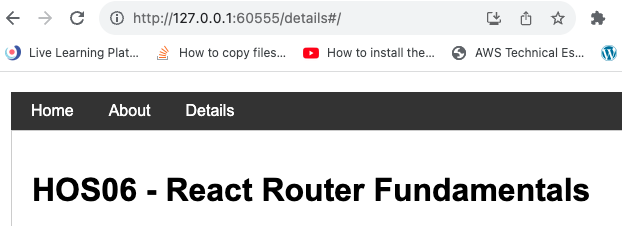 http://127.0.0.1:60555/details#/
Live Learning Plat... How to copy files... How to install the... AWS Technical Es...
Home About Details
HOS06 - React Router Fundamentals